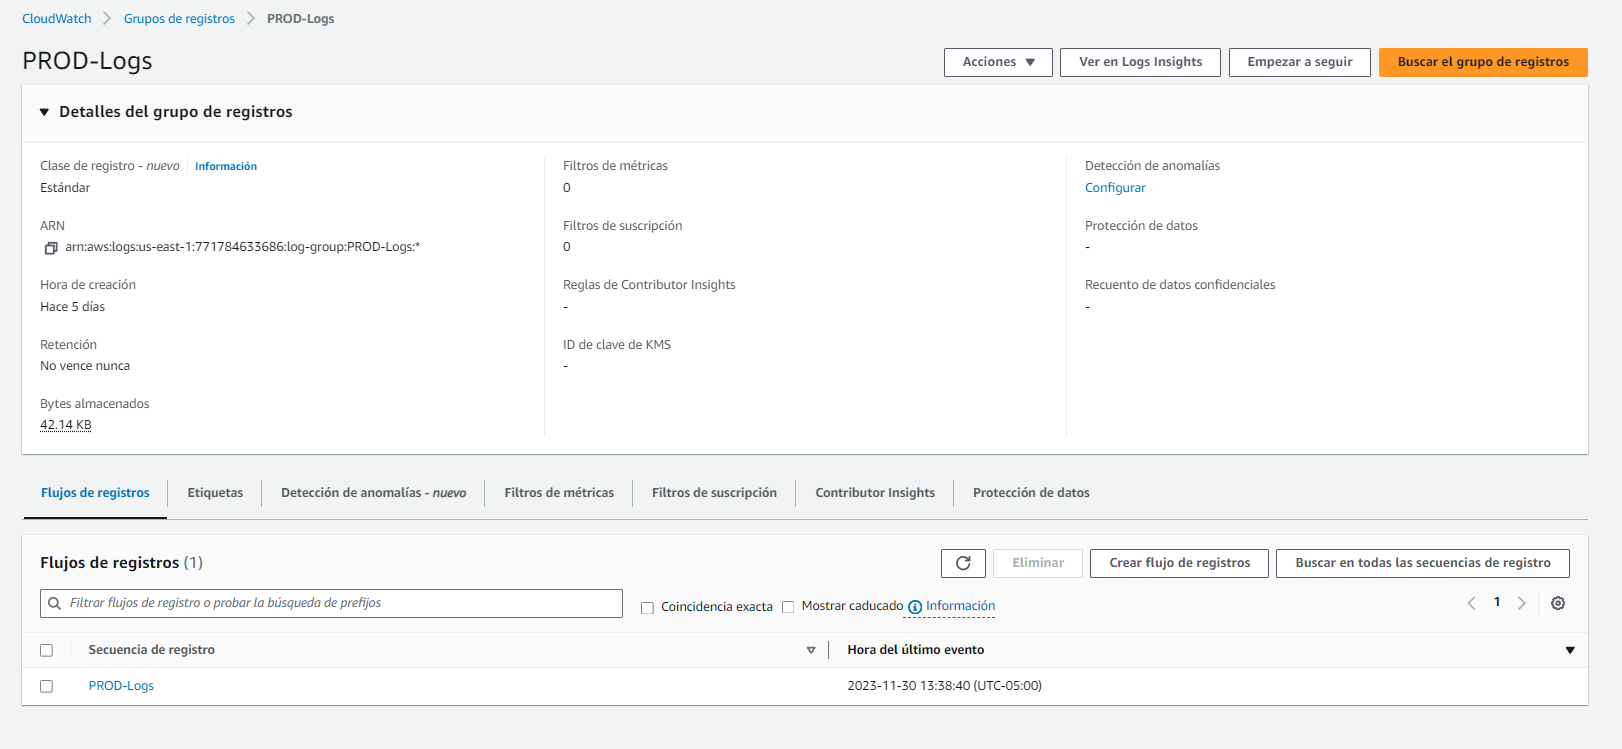 CloudWatch > Grupos de registros > PROD-Logs
PROD-Logs
Acciones ▼ Ver en Logs Insights Empezar a seguir Buscar el grupo de registros
▼ Detalles del grupo de registros
Clase de registro - nuevo Información
Estándar
ARN
arn:aws:logs:us-east-1:771784633686:log-group:PROD-Logs:*
Hora de creación
Hace 5 días
Retención
No vence nunca
Bytes almacenados
42.14 KB
Filtros de métricas
0
Filtros de suscripción
0
Reglas de Contributor Insights
-
ID de clave de KMS
-
Detección de anomalías
Configurar
Protección de datos
-
Recuento de datos confidenciales
-
Flujos de registros Etiquetas Detección de anomalías - nuevo Filtros de métricas Filtros de suscripción Contributor Insights Protección de datos
Flujos de registros (1)
Eliminar Crear flujo de registros Buscar en todas las secuencias de registro
Filtrar flujos de registro o probar la búsqueda de prefijos
Coincidencia exacta Mostrar caducado Información
1
Secuencia de registro Hora del último evento
PROD-Logs 2023-11-30 13:38:40 (UTC-05:00)